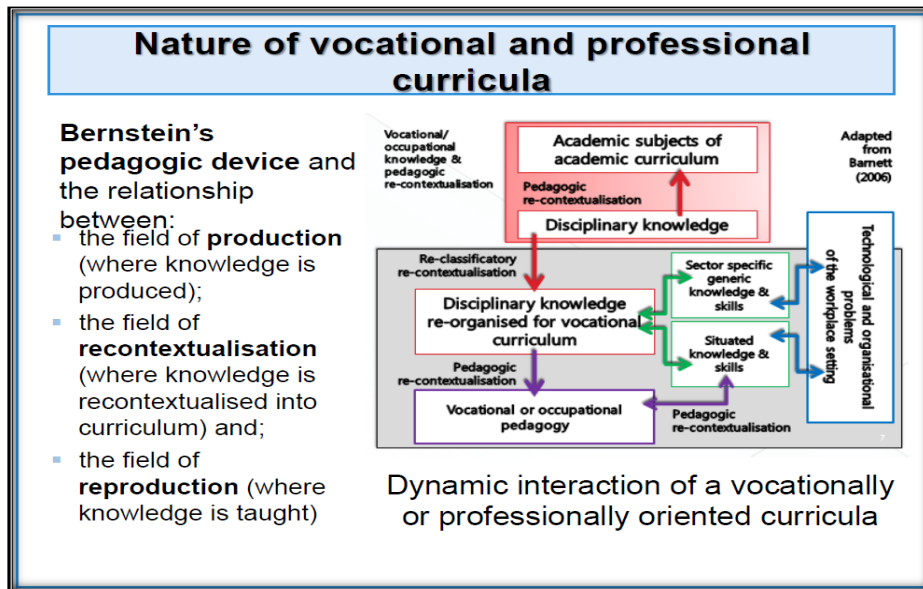 Nature of vocational and professional
curricula
Bernstein's
pedagogic device and
the relationship
between:
the field of production
(where knowledge is
produced);
the field of
recontextualisation
(where knowledge is
recontextualised into
curriculum) and;
the field of
reproduction (where
knowledge is taught)
Vocational/
occupational
knowledge &
pedagogic
re-contextualisation
Academic subjects of
academic curriculum
Adapted
from
Barnett
(2006)
Pedagogic
re-contextualisation
Disciplinary knowledge
Re-classificatory
re-contextualisation
Sector specific
generic
knowledge &
skills
Technological and organisational
problems
of the workplace setting
Disciplinary knowledge
re-organised for vocational
curriculum
Situated
knowledge &
skills
Pedagogic
re-contextualisation
Vocational or occupational
pedagogy
Pedagogic
re-contextualisation
7
Dynamic interaction of a vocationally
or professionally oriented curricula